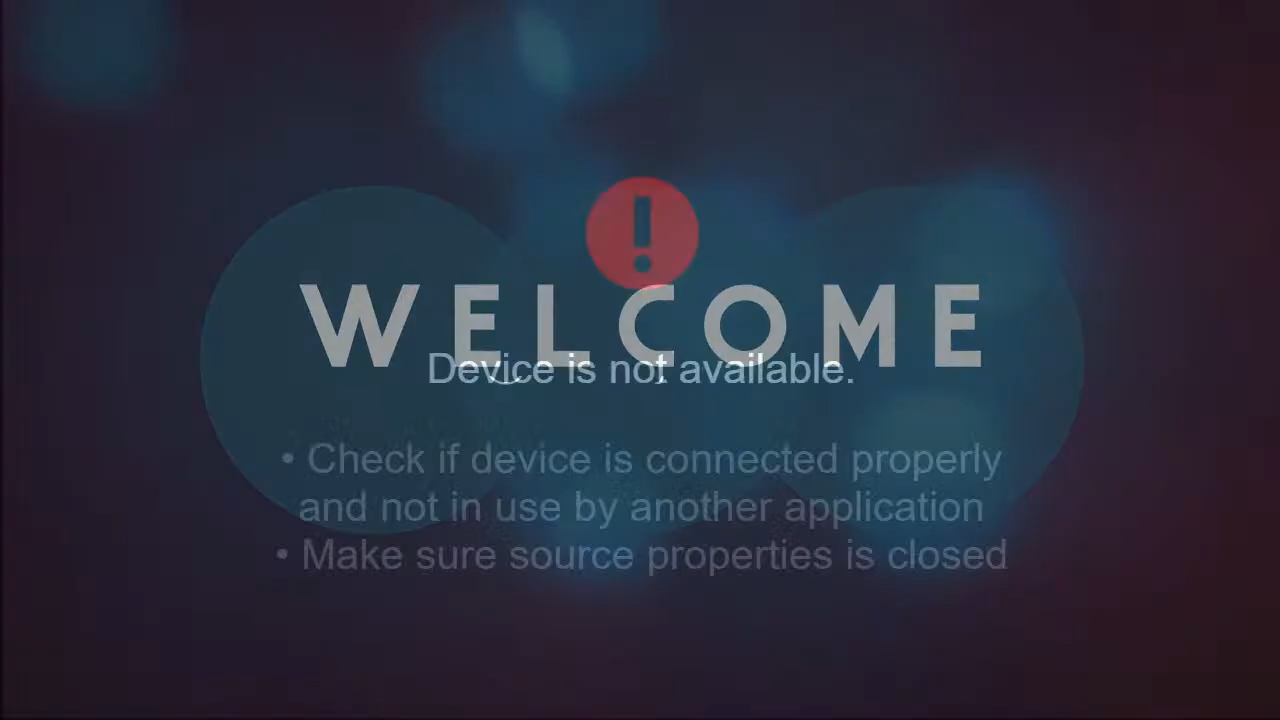 WELCOME
Device is not available.
• Check if device is connected properly
and not in use by another application
• Make sure source properties is closed